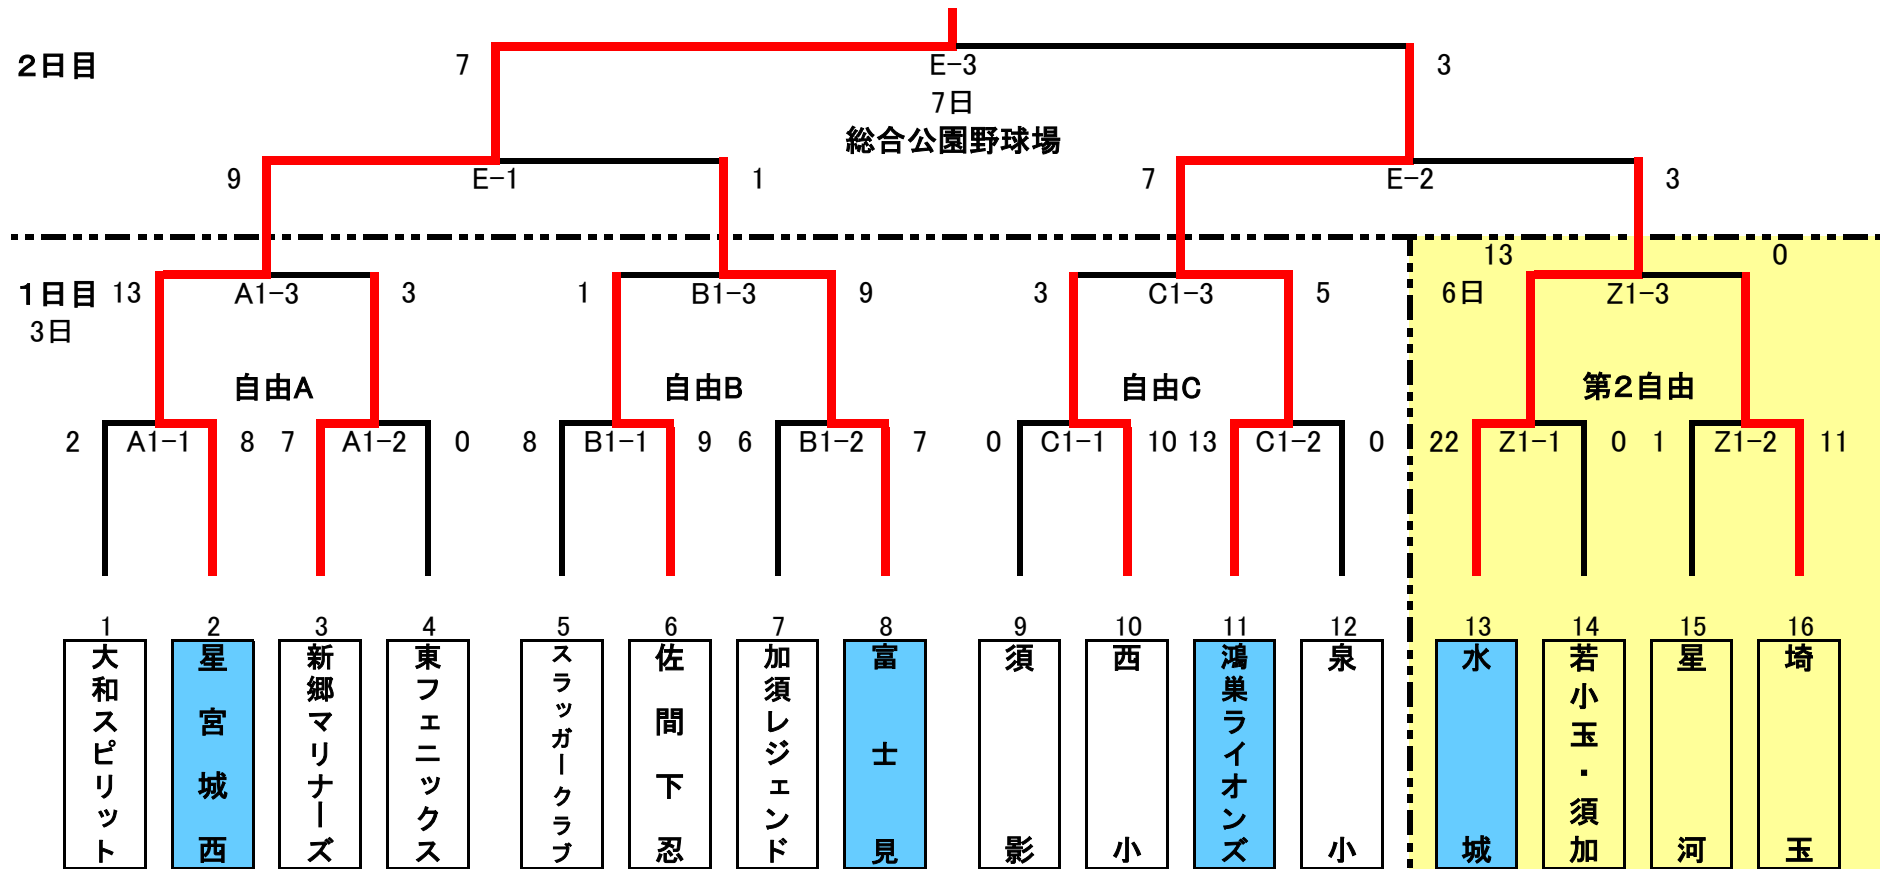 2日目
7
E-3
3
7日
総合公園野球場
9
E-1
1
7
E-2
3
13
0
1日目
13
A1-3
3
1
B1-3
9
3
C1-3
5
6日
Z1-3
3日
自由A
自由B
自由C
第2自由
2
A1-1
8
7
A1-2
0
8
B1-1
9
6
B1-2
7
0
C1-1
10
13
C1-2
0
22
Z1-1
0
1
Z1-2
11
1
2
3
4
5
6
7
8
9
10
11
12
13
14
15
16
大和スピリット
星宮城西
新郷マリナーズ
東フェニックス
スラッガークラブ
佐間下忍
加須レジェンド
富士見
須影
西小
鴻巣ライオンズ
泉小
水城
若小玉・須加
星河
埼玉